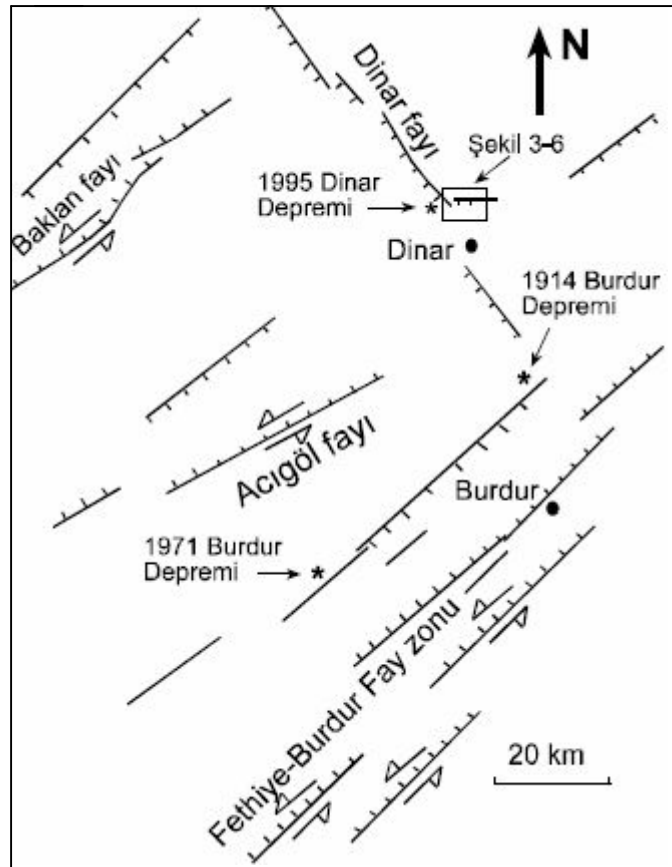 N
Dinar fayı
Şekil 3-6
1995 Dinar
Depremi
Baklan fayı
Dinar
1914 Burdur
Depremi
Acıgöl fayı
Burdur
1971 Burdur
Depremi
Fethiye-Burdur Fay zonu
20 km